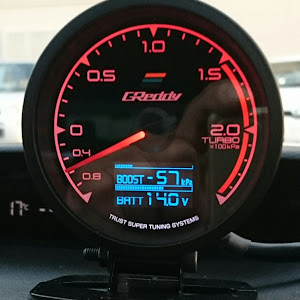 1.0
0.5 1.5
GReddy
0 2.0
TURBO
×100kPa
0.4
0.8
BOOST -57 kPa
BATT 14.0 V
TRUST SUPER TUNING SYSTEMS
17℃